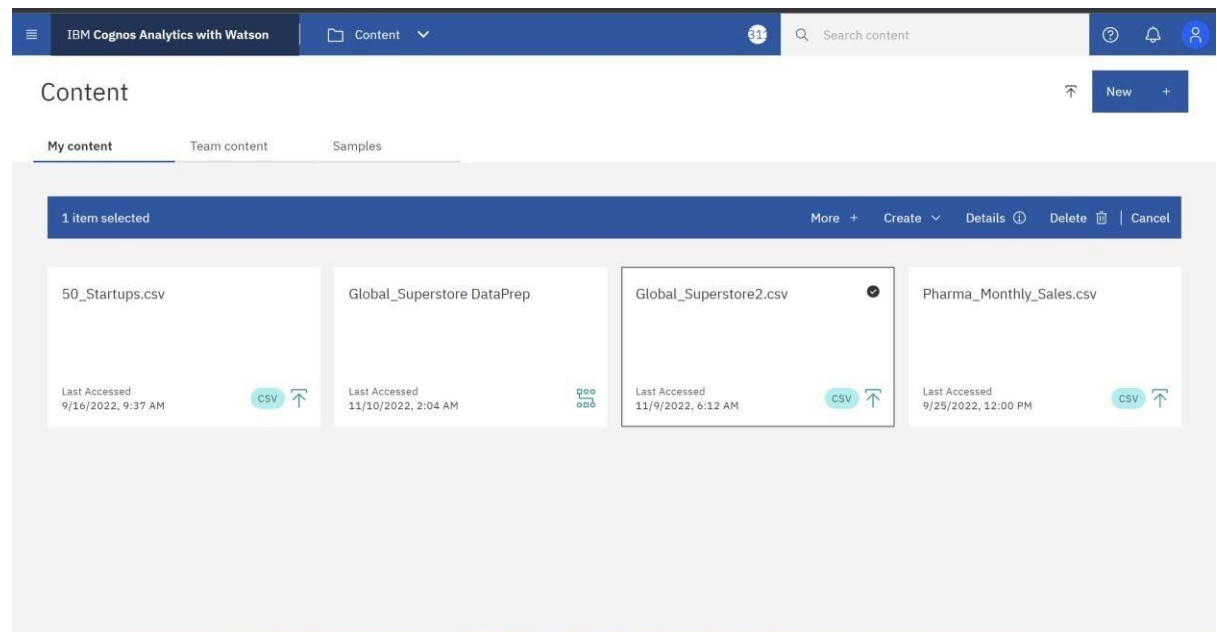 IBM Cognos Analytics with Watson
Content
Search content
Content
New +
My content
Team content
Samples
1 item selected
More +
Create
Details
Delete
Cancel
50_Startups.csv
Last Accessed
9/16/2022, 9:37 AM
CSV
Global_Superstore DataPrep
Last Accessed
11/10/2022, 2:04 AM
Global_Superstore2.csv
Last Accessed
11/9/2022, 6:12 AM
CSV
Pharma_Monthly_Sales.csv
Last Accessed
9/25/2022, 12:00 PM
CSV